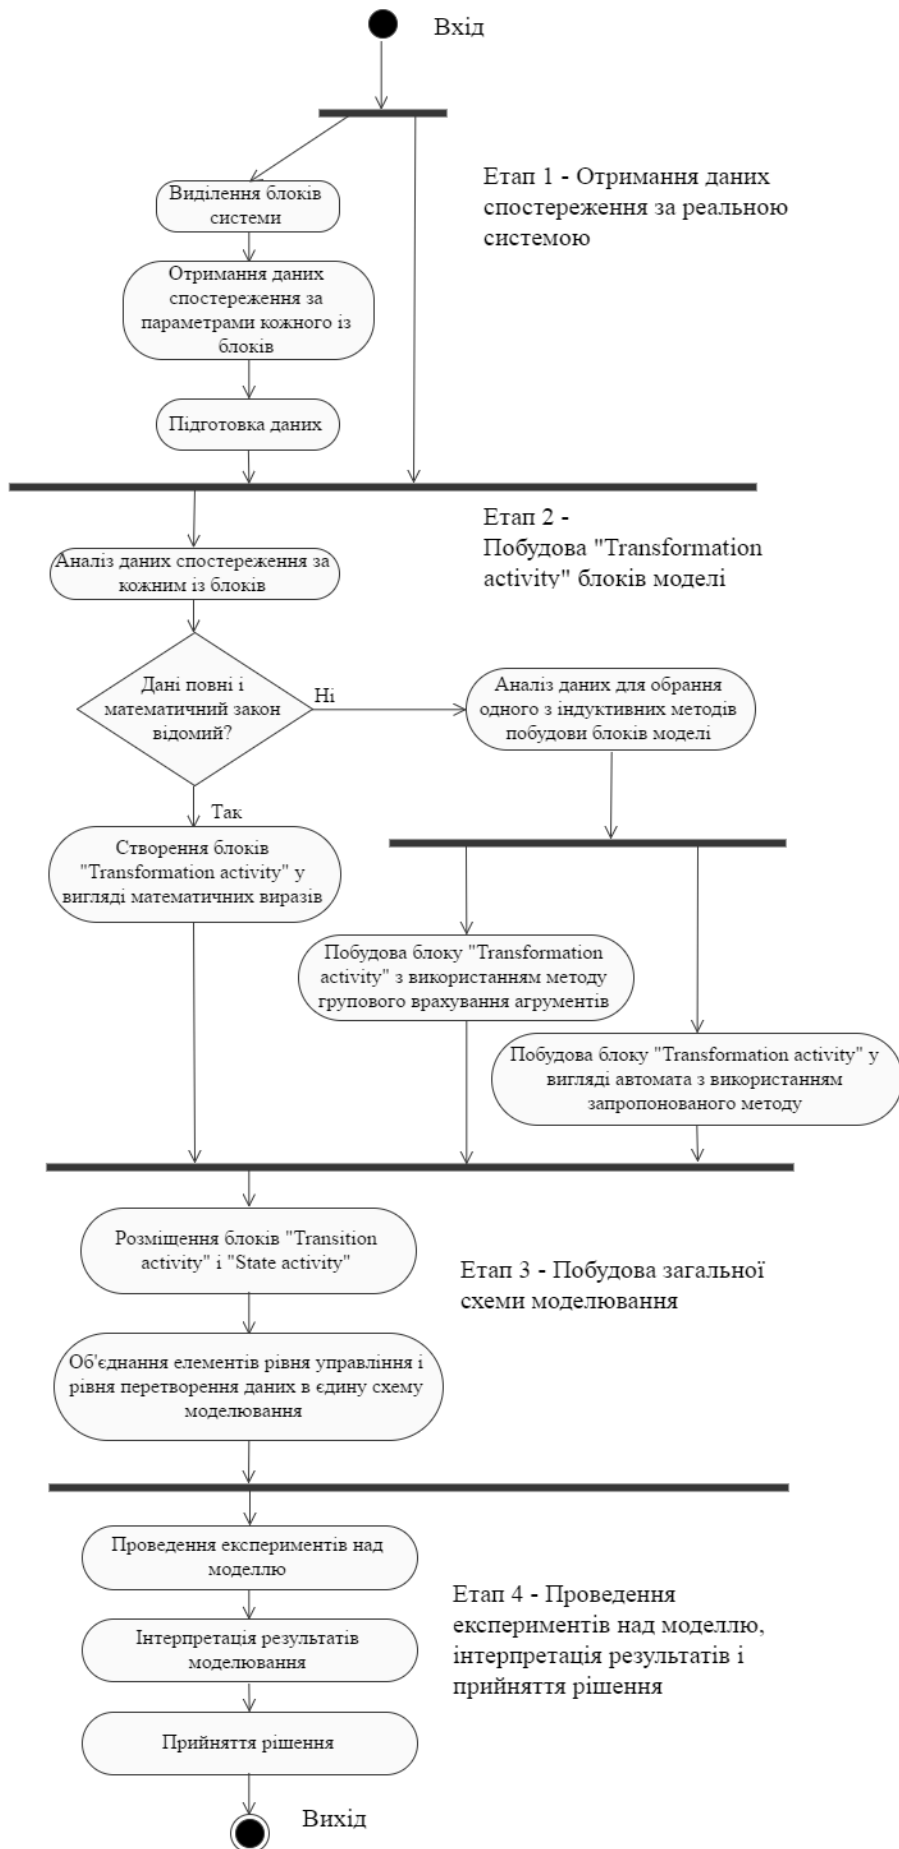 Вхід
Етап 1 - Отримання даних
спостереження за реальною
системою
Виділення блоків
системи
Отримання даних
спостереження за
параметрами кожного із
блоків
Підготовка даних
Етап 2 -
Побудова "Transformation
activity" блоків моделі
Аналіз даних спостереження за
кожним із блоків
Дані повні і
математичний закон
відомий?
Ні
Аналіз даних для обрання
одного з індуктивних методів
побудови блоків моделі
Так
Створення блоків
"Transformation activity" у
вигляді математичних виразів
Побудова блоку "Transformation
activity" з використанням методу
групового врахування агрументів
Побудова блоку "Transformation activity" у
вигляді автомата з використанням
запропонованого методу
Розміщення блоків "Transition
activity" і "State activity"
Етап 3 - Побудова загальної
схеми моделювання
Об'єднання елементів рівня управління і
рівня перетворення даних в єдину схему
моделювання
Проведення експериментів над
моделлю
Етап 4 - Проведення
експериментів над моделлю,
інтерпретація результатів і
прийняття рішення
Інтерпретація результатів
моделювання
Прийняття рішення
Вихід